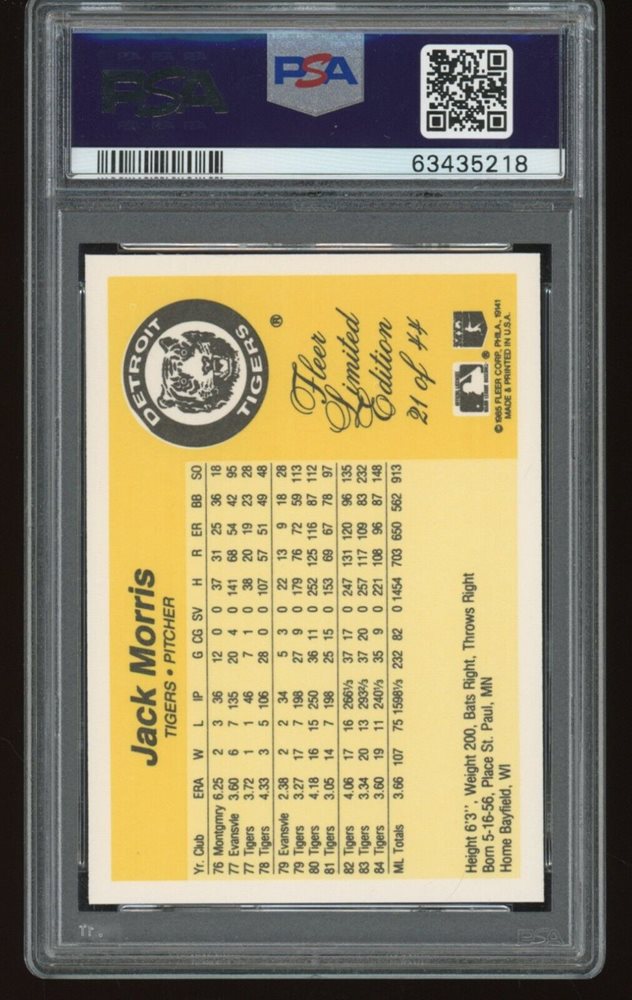 PSA
PSA
63435218
Jack Morris
TIGERS • PITCHER
DETROIT
TIGERS
®
Fleer
Limited
Edition
21 of 44
Yr. Club ERA W L IP G CG SV H R ER BB SO
76 Montgmry 6.25 2 3 36 12 0 0 37 31 25 36 18
77 Evansvle 3.60 6 7 135 20 4 0 141 68 54 42 95
77 Tigers 3.72 1 1 46 7 1 0 38 20 19 23 28
78 Tigers 4.33 3 5 106 28 0 0 107 57 51 49 48
79 Evansvle 2.38 2 2 34 5 3 0 22 13 9 18 28
79 Tigers 3.27 17 7 198 27 9 0 179 76 72 59 113
80 Tigers 4.18 16 15 250 36 11 0 252 125 116 87 112
81 Tigers 3.05 14 7 198 25 15 0 153 69 67 78 97
82 Tigers 4.06 17 16 266⅓ 37 17 0 247 131 120 96 135
83 Tigers 3.34 20 13 293⅔ 37 20 0 257 117 109 83 232
84 Tigers 3.60 19 11 240⅓ 35 9 0 221 108 96 87 148
ML Totals 3.66 107 75 1598⅓ 232 82 0 1454 703 650 562 913
Height 6'3", Weight 200, Bats Right, Throws Right
Born 5-16-56, Place St. Paul, MN
Home Bayfield, WI
®
© 1985 FLEER CORP., PHILA., 19141
MADE & PRINTED IN U.S.A.
PSA